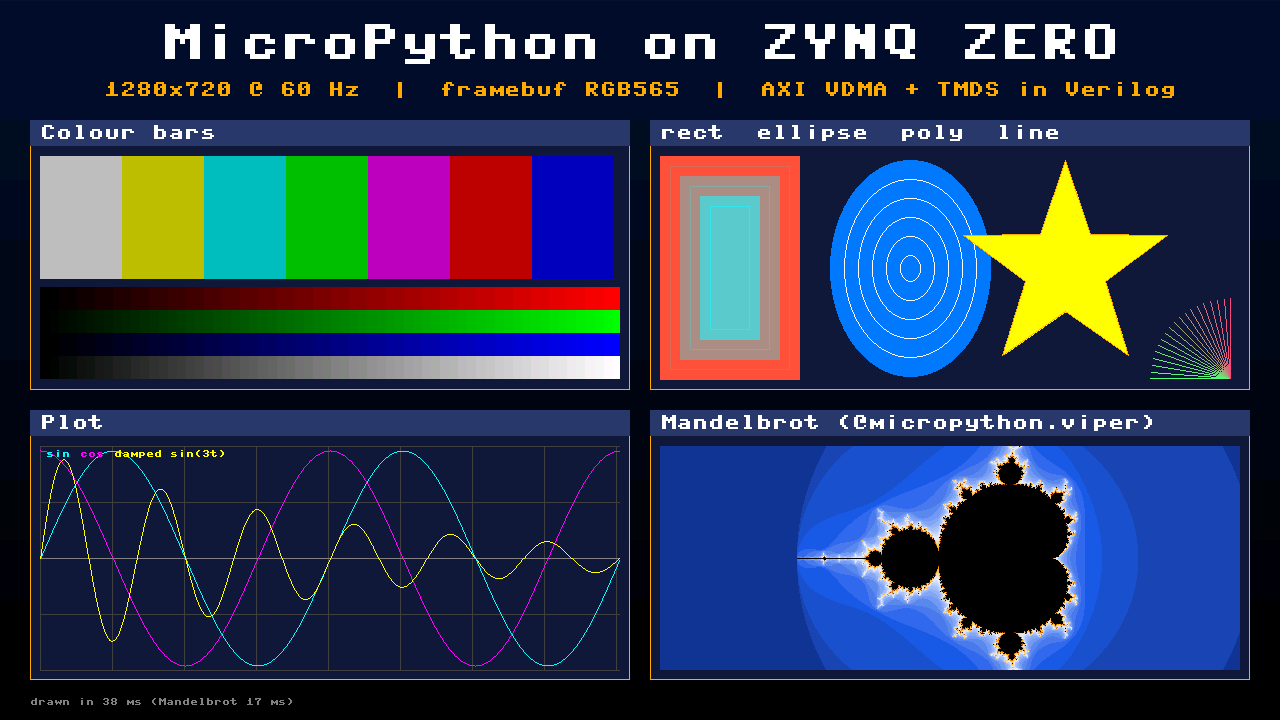 MicroPython on ZYNQ ZERO
1280x720 @ 60 Hz | framebuf RGB565 | AXI VDMA + TMDS in Verilog
Colour bars
rect ellipse poly line
Plot
sin cos damped sin(3t)
Mandelbrot (@micropython.viper)
drawn in 38 ms (Mandelbrot 17 ms)